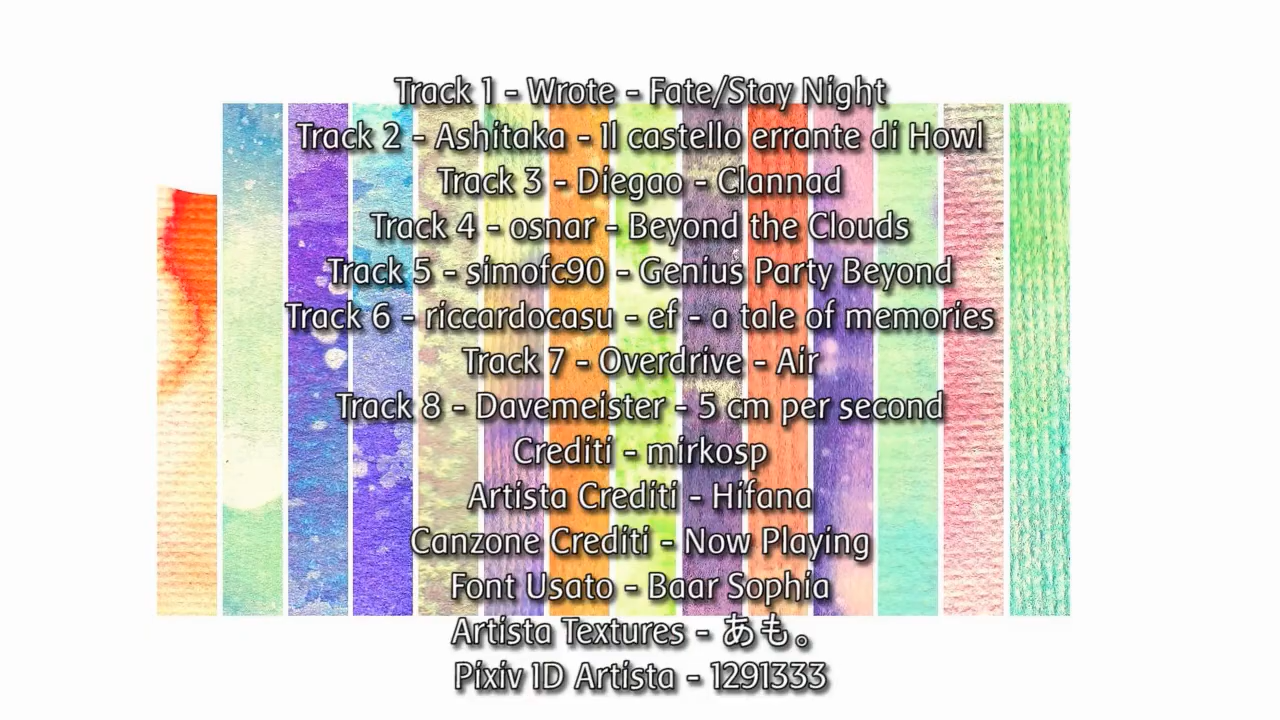 Track 1 - Wrote - Fate/Stay Night
Track 2 - Ashitaka - Il castello errante di Howl
Track 3 - Diegao - Clannad
Track 4 - osnar - Beyond the Clouds
Track 5 - simofc90 - Genius Party Beyond
Track 6 - riccardocasu - ef - a tale of memories
Track 7 - Overdrive - Air
Track 8 - Davemeister - 5 cm per second
Crediti - mirkosp
Artista Crediti - Hifana
Canzone Crediti - Now Playing
Font Usato - Baar Sophia
Artista Textures - あも。
Pixiv ID Artista - 1291333